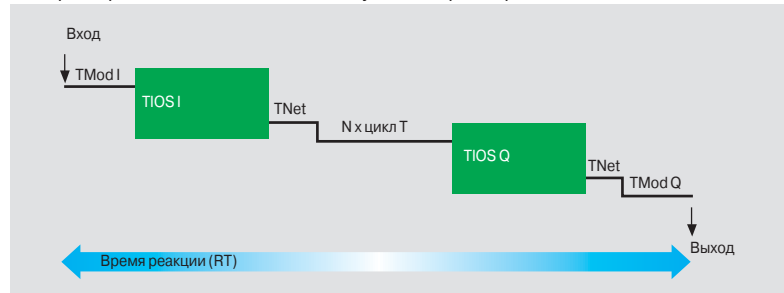 Вход
TMod I
TIOS I
TNet
N x цикл T
TIOS Q
TNet
TMod Q
Выход
Время реакции (RT)